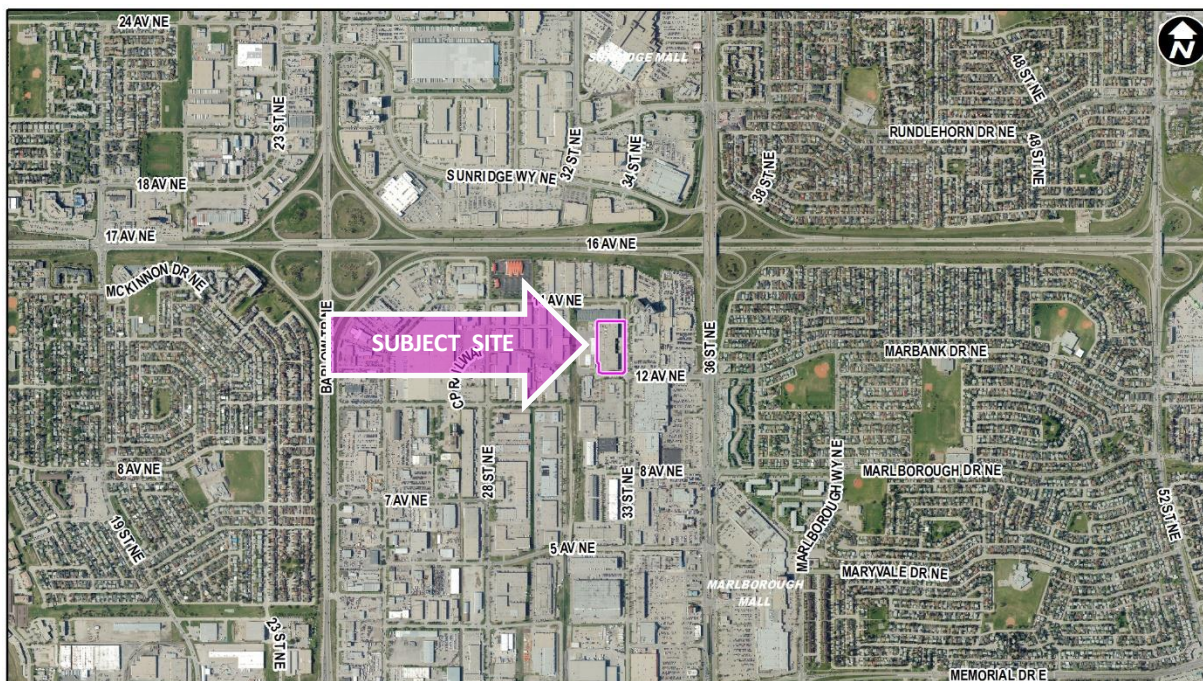 24 AV NE
N
SUNRIDGE MALL
48 ST NE
23 ST NE
32 ST NE
34 ST NE
RUNDLEHORN DR NE
48 ST NE
SUNRIDGE WY NE
38 ST NE
18 AV NE
17 AV NE
16 AV NE
MCKINNON DR NE
AV NE
SUBJECT SITE
36 ST NE
MARBANK DR NE
12 AV NE
8 AV NE
28 ST NE
7 AV NE
33 ST NE
8 AV NE
MARLBOROUGH WY NE
MARLBOROUGH DR NE
52 ST NE
19 ST NE
5 AV NE
MARYVALE DR NE
MARLBOROUGH
MALL
23 ST NE
MEMORIAL DR E